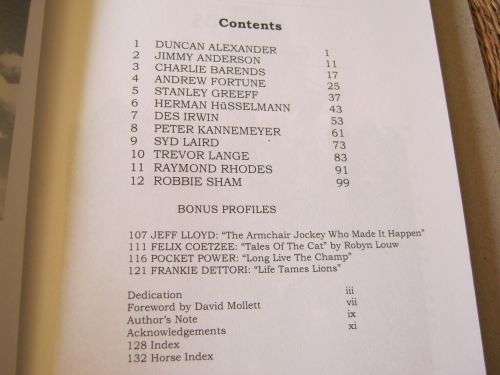 Contents
1 DUNCAN ALEXANDER 1
2 JIMMY ANDERSON 11
3 CHARLIE BARENDS 17
4 ANDREW FORTUNE 25
5 STANLEY GREEFF 37
6 HERMAN HüSSELMANN 43
7 DES IRWIN 53
8 PETER KANNEMEYER 61
9 SYD LAIRD 73
10 TREVOR LANGE 83
11 RAYMOND RHODES 91
12 ROBBIE SHAM 99
BONUS PROFILES
107 JEFF LLOYD: “The Armchair Jockey Who Made It Happen”
111 FELIX COETZEE: “Tales Of The Cat” by Robyn Louw
116 POCKET POWER: “Long Live The Champ”
121 FRANKIE DETTORI: “Life Tames Lions”
Dedication iii
Foreword by David Mollett vii
Author's Note ix
Acknowledgements xi
128 Index
132 Horse Index